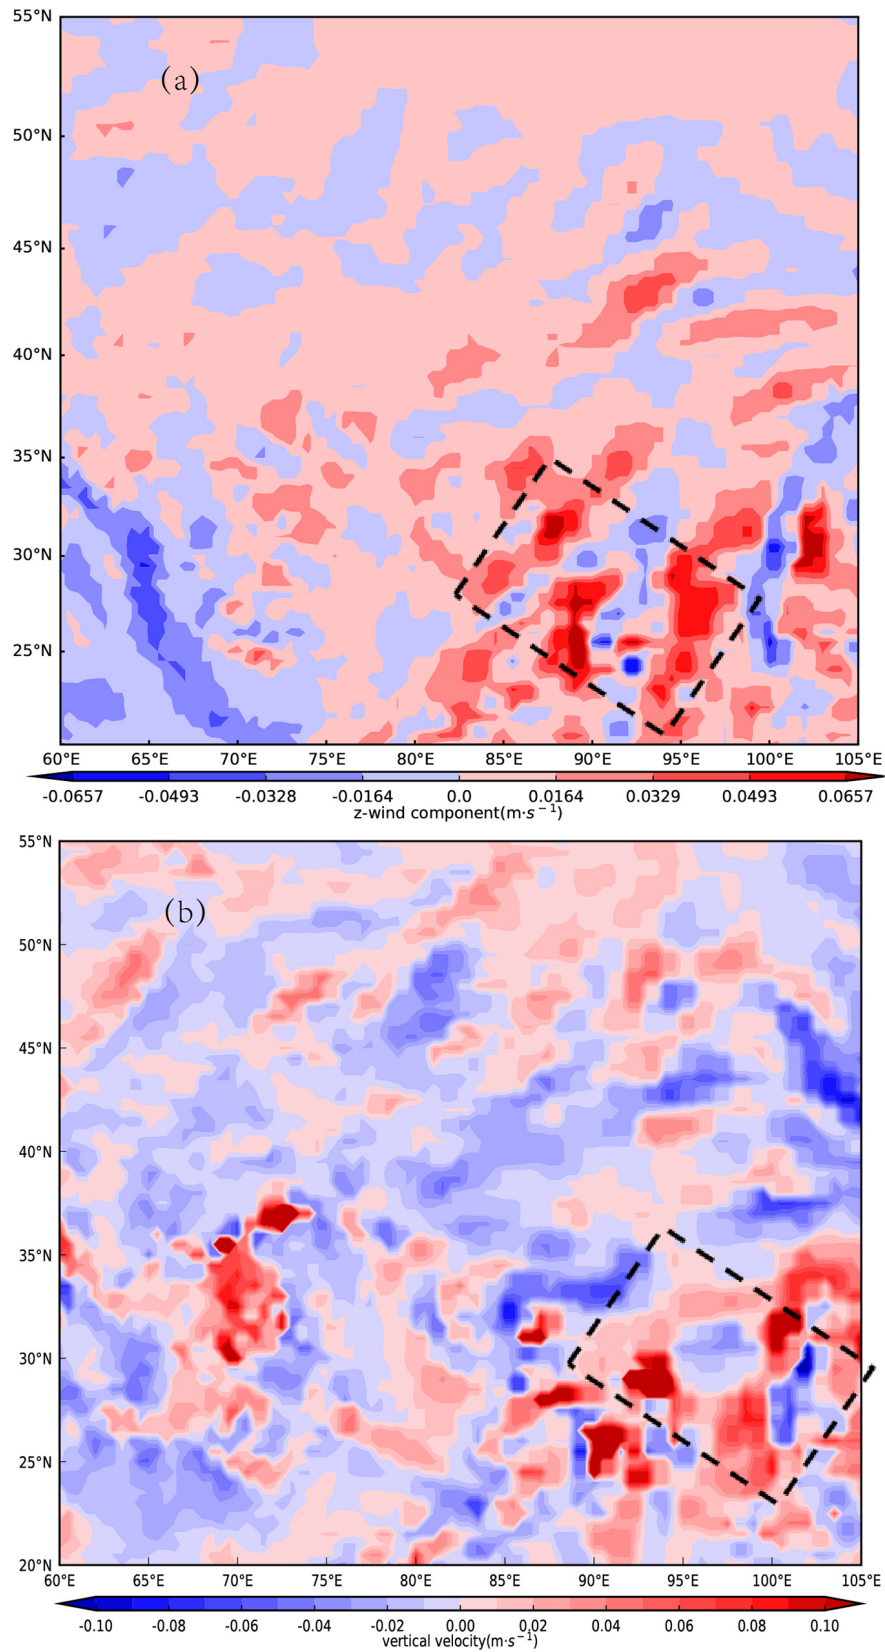 55°N
(a)
50°N
45°N
40°N
35°N
30°N
25°N
60°E 65°E 70°E 75°E 80°E 85°E 90°E 95°E 100°E 105°E
-0.0657 -0.0493 -0.0328 -0.0164 0.0 0.0164 0.0329 0.0493 0.0657
z-wind component(m·s⁻¹)
55°N
(b)
50°N
45°N
40°N
35°N
30°N
25°N
20°N
60°E 65°E 70°E 75°E 80°E 85°E 90°E 95°E 100°E 105°E
-0.10 -0.08 -0.06 -0.04 -0.02 0.00 0.02 0.04 0.06 0.08 0.10
vertical velocity(m·s⁻¹)